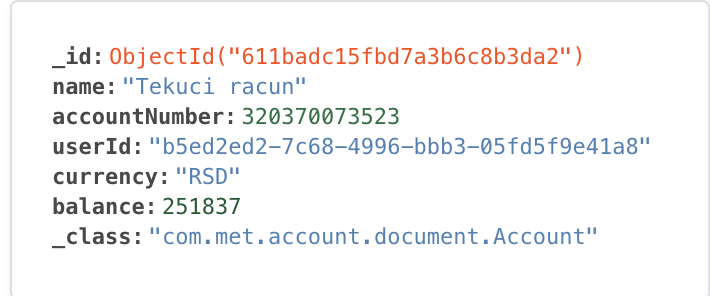 _id: ObjectId("611badc15fbd7a3b6c8b3da2")
name: "Tekuci racun"
accountNumber: 320370073523
userId: "b5ed2ed2-7c68-4996-bbb3-05fd5f9e41a8"
currency: "RSD"
balance: 251837
_class: "com.met.account.document.Account"